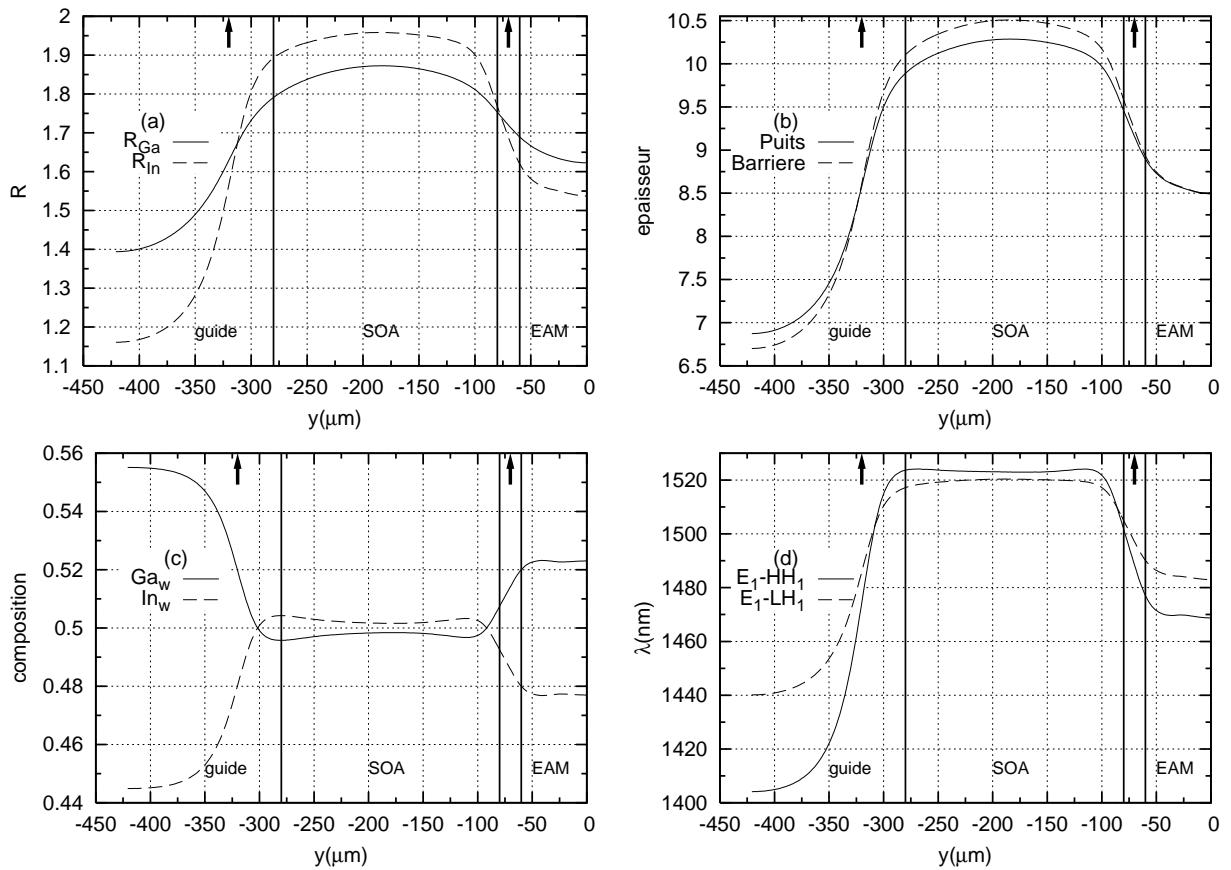 2
1.9
1.8
1.7
1.6
1.5
1.4
1.3
1.2
1.1
R
(a)
R_Ga
R_In
guide
SOA
EAM
-450 -400 -350 -300 -250 -200 -150 -100 -50 0
y(μm)
10.5
10
9.5
9
8.5
8
7.5
7
6.5
epaisseur
(b)
Puits
Barriere
guide
SOA
EAM
-450 -400 -350 -300 -250 -200 -150 -100 -50 0
y(μm)
0.56
0.54
0.52
0.5
0.48
0.46
0.44
composition
(c)
Ga_w
In_w
guide
SOA
EAM
-450 -400 -350 -300 -250 -200 -150 -100 -50 0
y(μm)
1520
1500
1480
1460
1440
1420
1400
λ(nm)
(d)
E_1-HH_1
E_1-LH_1
guide
SOA
EAM
-450 -400 -350 -300 -250 -200 -150 -100 -50 0
y(μm)